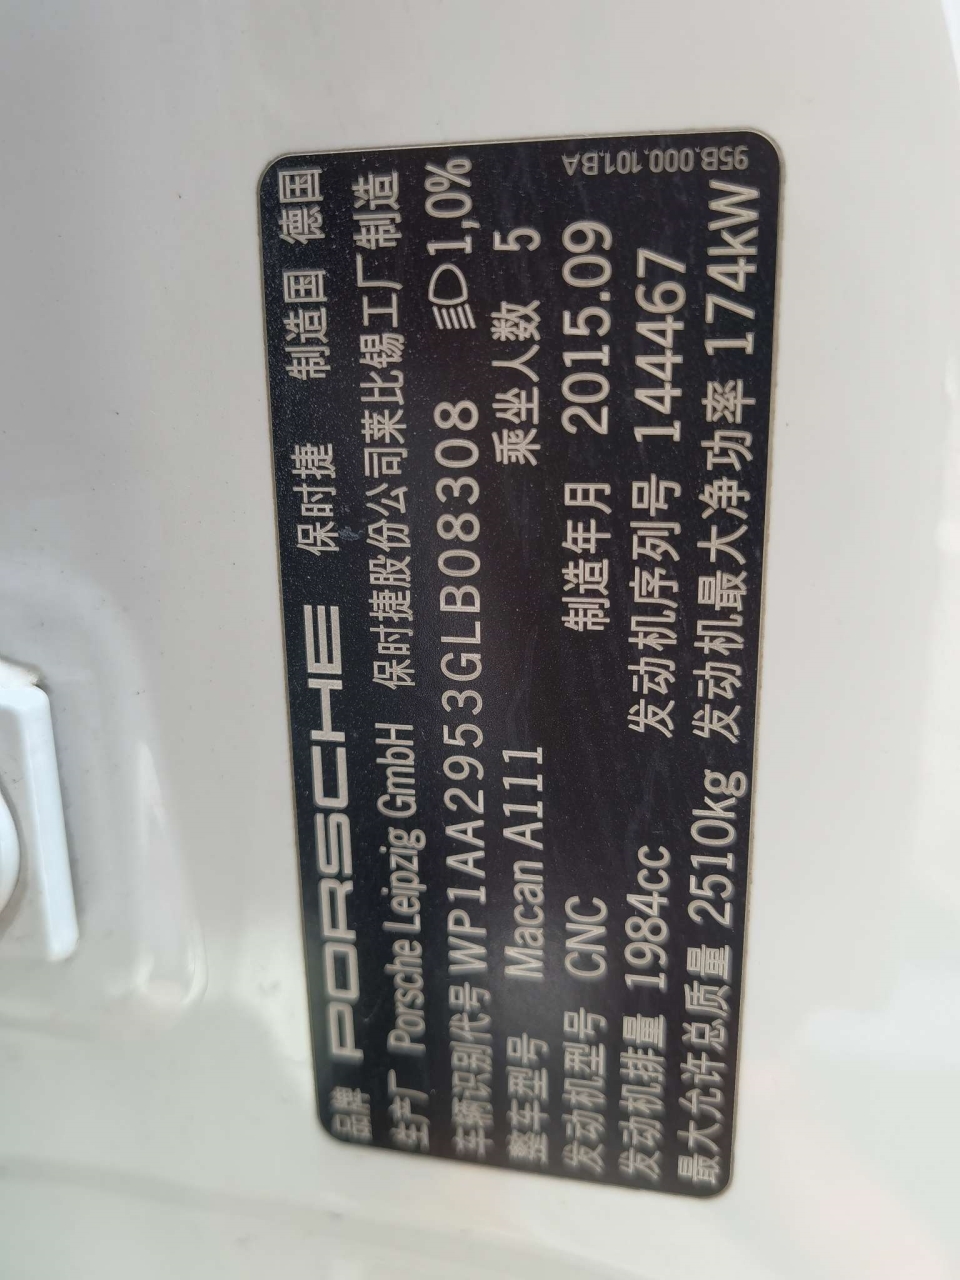 品牌 PORSCHE 保时捷 制造国 德国
生产厂 Porsche Leipzig GmbH 保时捷股份公司莱比锡工厂制造
车辆识别代号 WP1AA2953GLB08308 1,0%
整车型号 Macan A111 乘坐人数 5
发动机型号 CNC 制造年月 2015.09
发动机排量 1984cc 发动机序列号 144467
最大允许总质量 2510kg 发动机最大净功率 174kW
95B.000.101.BA